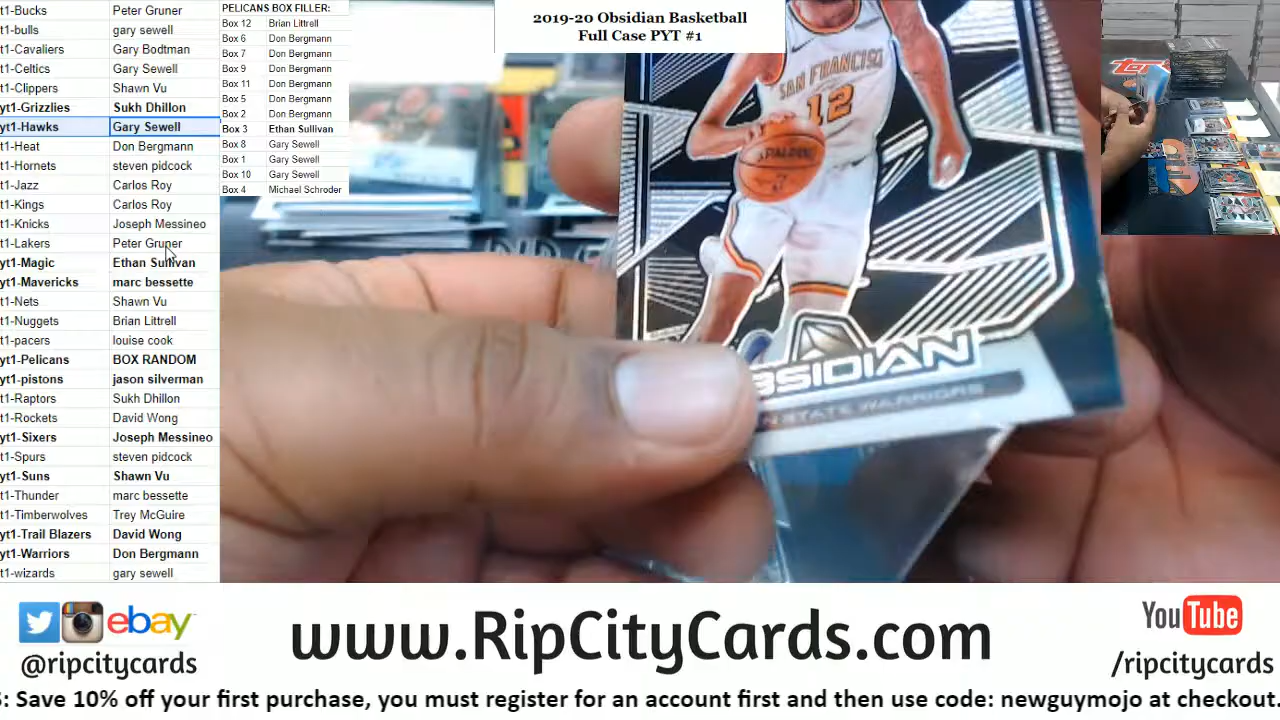 t1-Bucks Peter Gruner
t1-bulls gary sewell
t1-Cavaliers Gary Bodtman
t1-Celtics Gary Sewell
t1-Clippers Shawn Vu
yt1-Grizzlies Sukh Dhillon
yt1-Hawks Gary Sewell
t1-Heat Don Bergmann
t1-Hornets steven pidcock
t1-Jazz Carlos Roy
t1-Kings Carlos Roy
t1-Knicks Joseph Messineo
t1-Lakers Peter Gruner
yt1-Magic Ethan Sullivan
yt1-Mavericks marc bessette
t1-Nets Shawn Vu
t1-Nuggets Brian Littrell
t1-pacers louise cook
yt1-Pelicans BOX RANDOM
yt1-pistons jason silverman
t1-Raptors Sukh Dhillon
t1-Rockets David Wong
yt1-Sixers Joseph Messineo
t1-Spurs steven pidcock
yt1-Suns Shawn Vu
t1-Thunder marc bessette
t1-Timberwolves Trey McGuire
yt1-Trail Blazers David Wong
yt1-Warriors Don Bergmann
t1-wizards gary sewell
PELICANS BOX FILLER:
Box 12 Brian Littrell
Box 6 Don Bergmann
Box 7 Don Bergmann
Box 9 Don Bergmann
Box 11 Don Bergmann
Box 5 Don Bergmann
Box 2 Don Bergmann
Box 3 Ethan Sullivan
Box 8 Gary Sewell
Box 1 Gary Sewell
Box 10 Gary Sewell
Box 4 Michael Schroder
2019-20 Obsidian Basketball
Full Case PYT #1
SAN FRANCISC
12
SPALDING
BSIDIAN
N STATE WARRIORS
ebay
@ripcitycards
www.RipCityCards.com
YouTube
/ripcitycards
S: Save 10% off your first purchase, you must register for an account first and then use code: newguymojo at checkout.